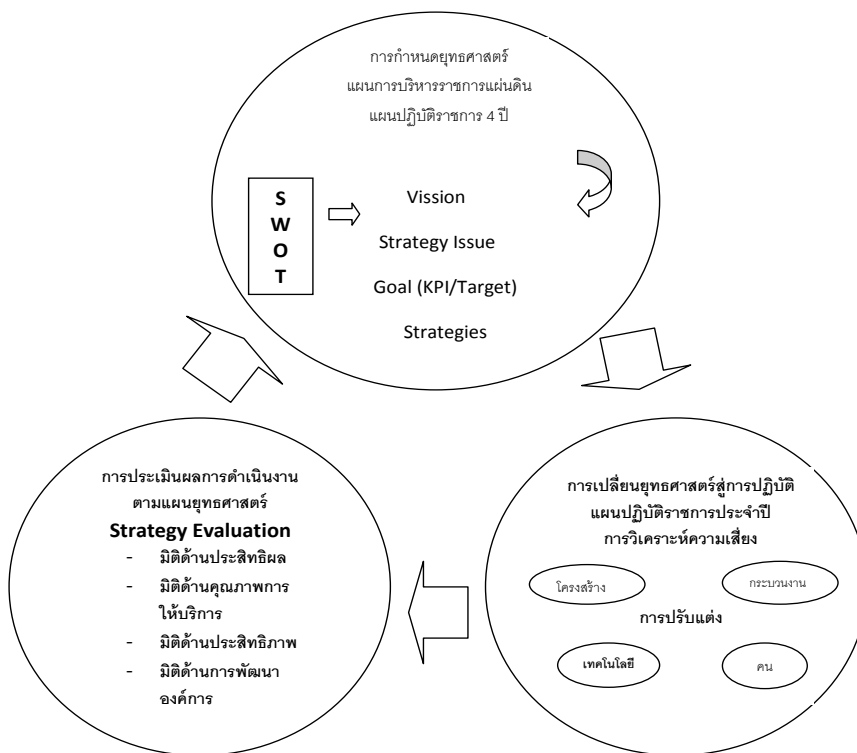 การกำหนดยุทธศาสตร์
แผนการบริหารราชการแผ่นดิน
แผนปฏิบัติราชการ 4 ปี
S
W
O
T
Vission
Strategy Issue
Goal (KPI/Target)
Strategies
การประเมินผลการดำเนินงาน
ตามแผนยุทธศาสตร์
Strategy Evaluation
- มิติด้านประสิทธิผล
- มิติด้านคุณภาพการ
ให้บริการ
- มิติด้านประสิทธิภาพ
- มิติด้านการพัฒนา
องค์การ
การเปลี่ยนยุทธศาสตร์สู่การปฏิบัติ
แผนปฏิบัติราชการประจำปี
การวิเคราะห์ความเสี่ยง
โครงสร้าง
กระบวนงาน
การปรับแต่ง
เทคโนโลยี
คน